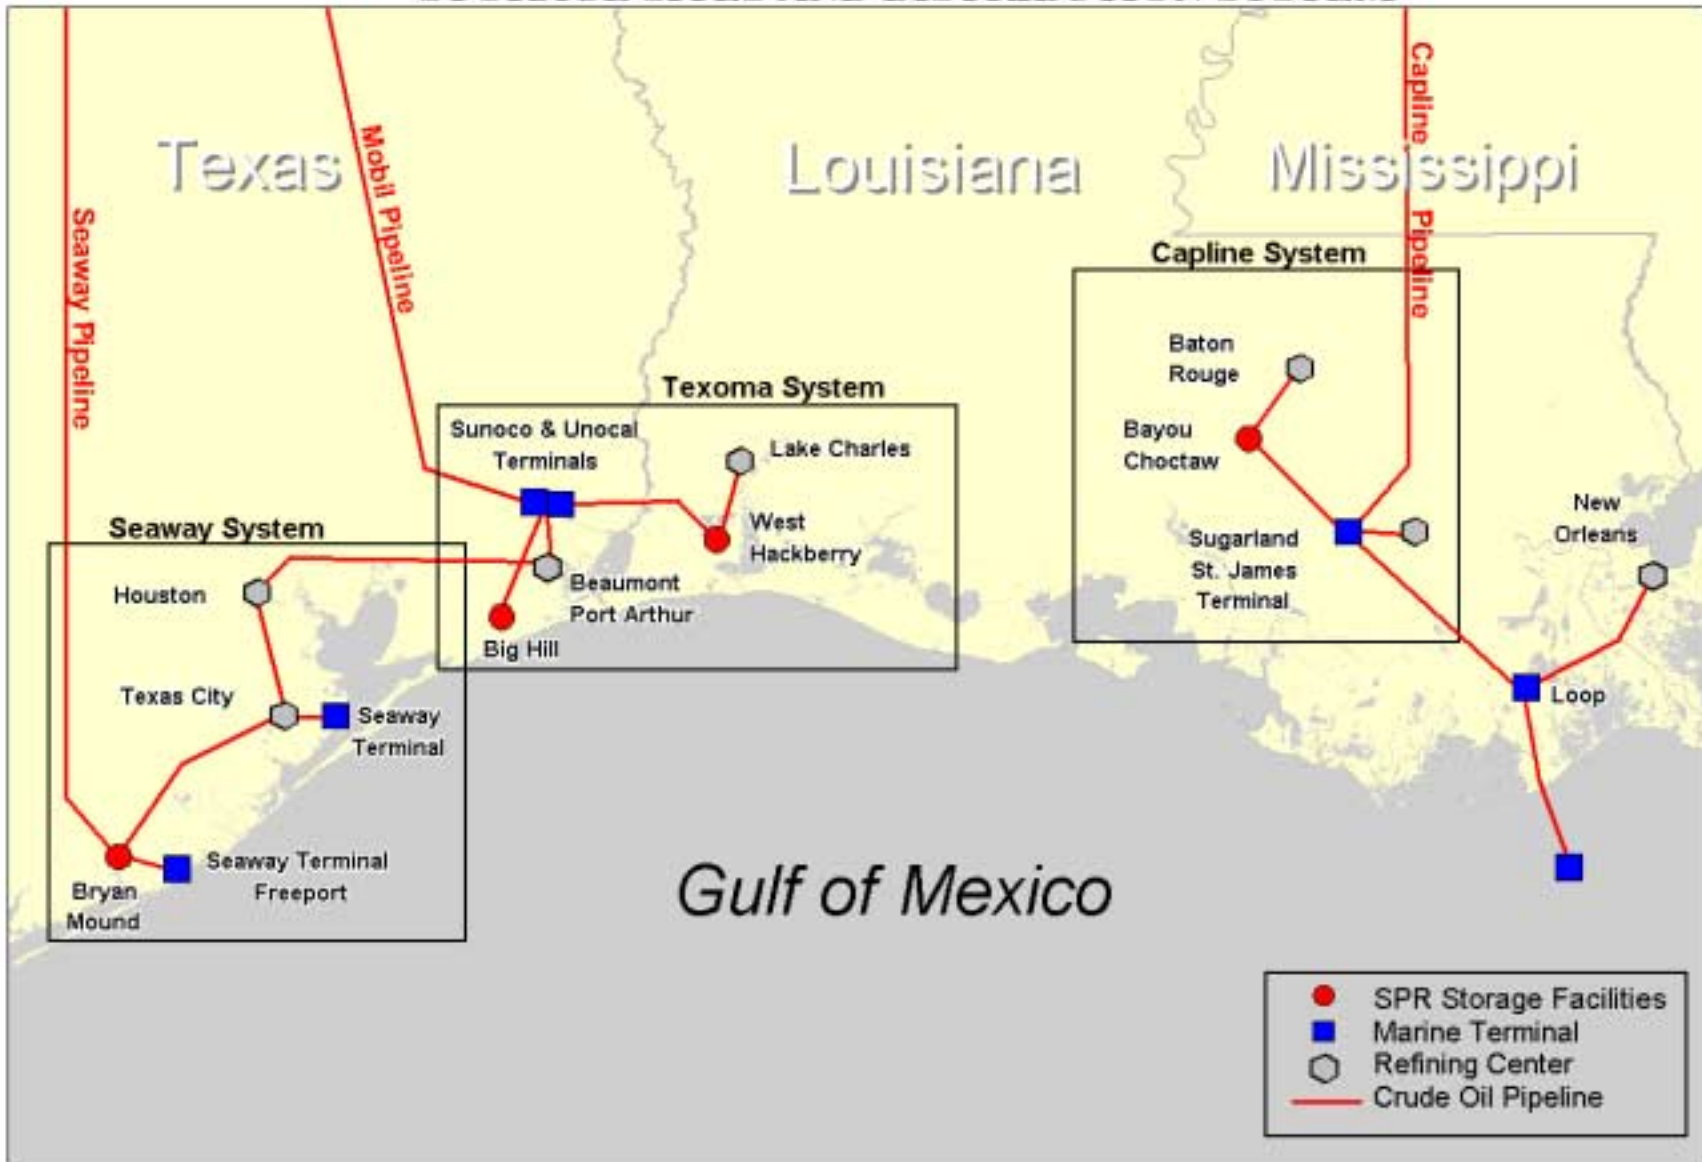 Texas
Louisiana
Mississippi
Seaway Pipeline
Mobil Pipeline
Capline Pipeline
Capline System
Baton
Rouge
Bayou
Choctaw
Sugarland
St. James
Terminal
New
Orleans
Loop
Texoma System
Sunoco & Unocal
Terminals
Lake Charles
West
Hackberry
Beaumont
Port Arthur
Big Hill
Seaway System
Houston
Texas City
Seaway
Terminal
Seaway Terminal
Freeport
Bryan
Mound
Gulf of Mexico
SPR Storage Facilities
Marine Terminal
Refining Center
Crude Oil Pipeline